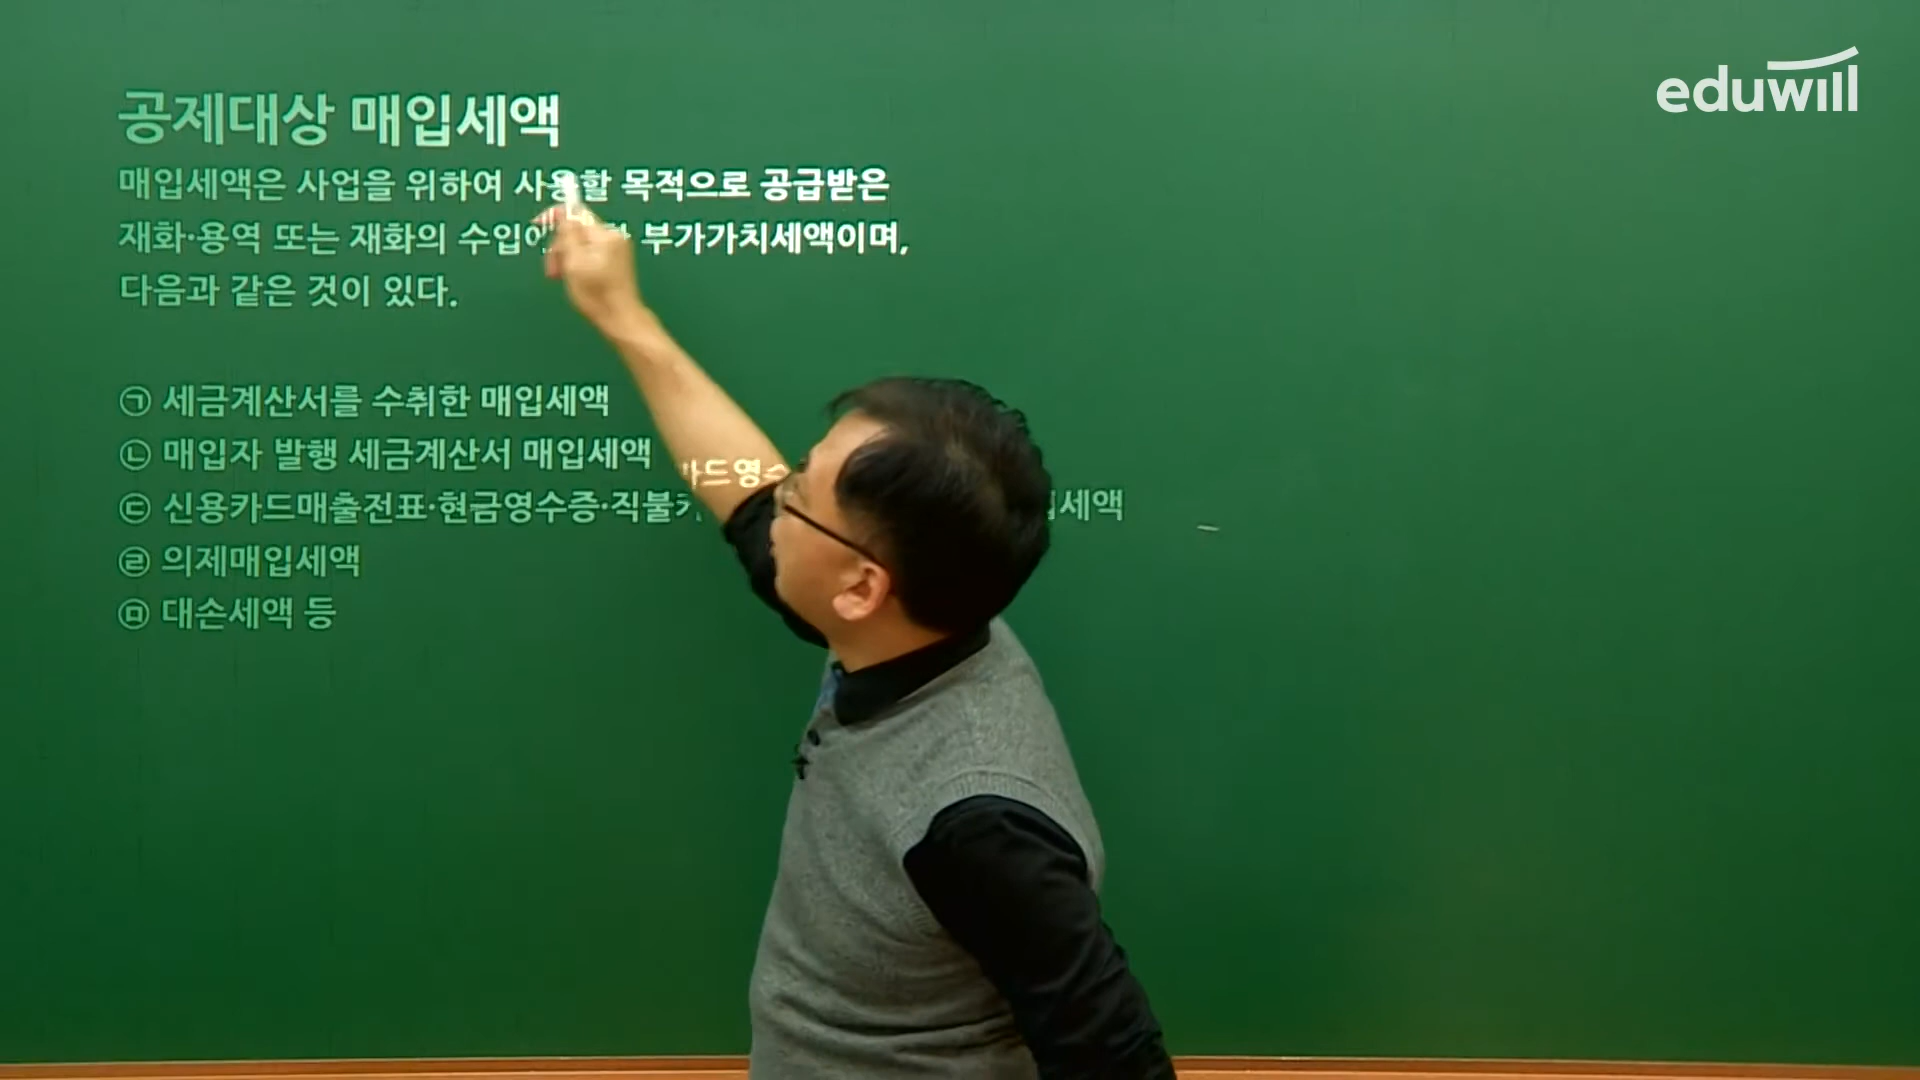 eduwill
공제대상 매입세액
매입세액은 사업을 위하여 사용할 목적으로 공급받은
재화·용역 또는 재화의 수입에 부가가치세액이며,
다음과 같은 것이 있다.
㉠ 세금계산서를 수취한 매입세액
㉡ 매입자 발행 세금계산서 매입세액
㉢ 신용카드매출전표·현금영수증·직불카드영수 입세액
㉣ 의제매입세액
㉤ 대손세액 등